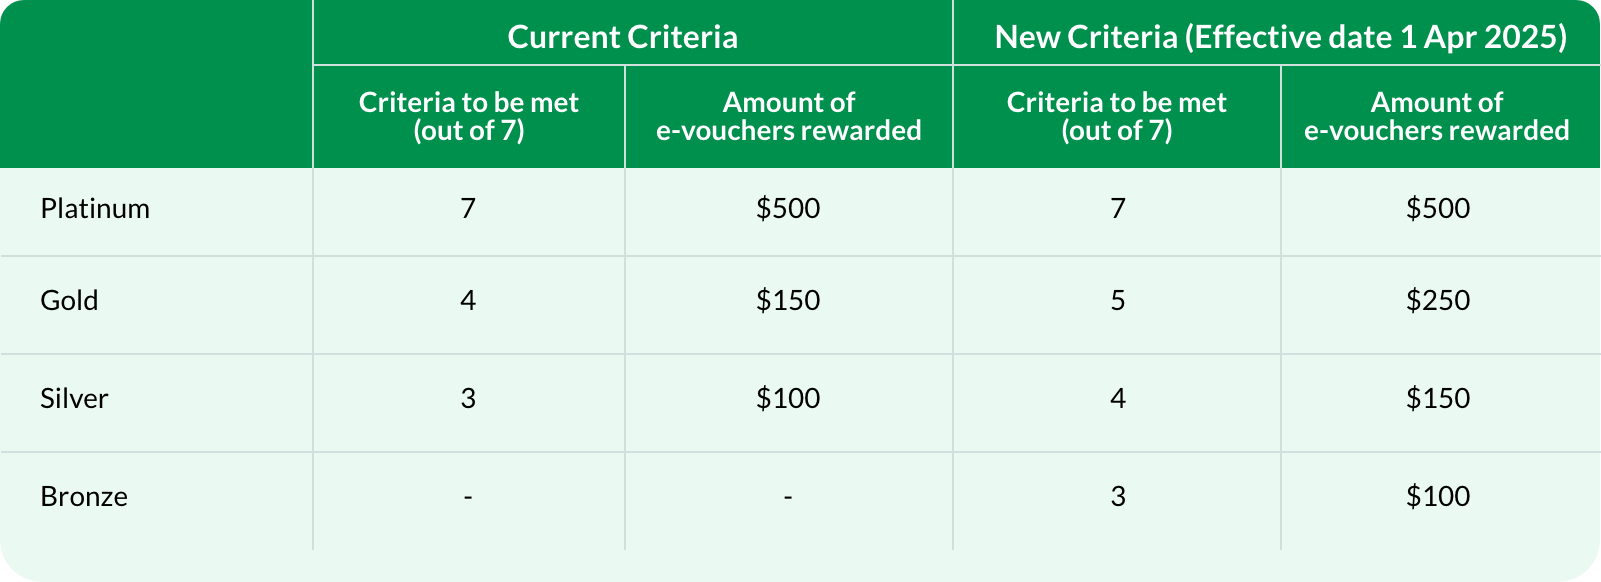 Current Criteria
New Criteria (Effective date 1 Apr 2025)
Criteria to be met
(out of 7)
Amount of
e-vouchers rewarded
Criteria to be met
(out of 7)
Amount of
e-vouchers rewarded
Platinum 7 $500 7 $500
Gold 4 $150 5 $250
Silver 3 $100 4 $150
Bronze - - 3 $100